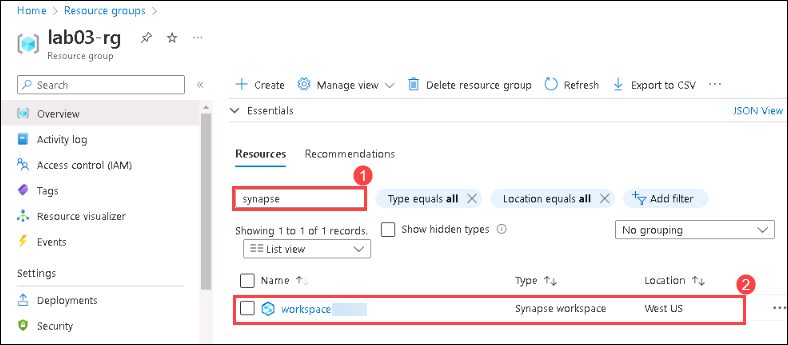 Home > Resource groups >
lab03-rg
Resource group
Search
Overview
Activity log
Access control (IAM)
Tags
Resource visualizer
Events
Settings
Deployments
Security
Create Manage view Delete resource group Refresh Export to CSV ...
Essentials JSON View
Resources Recommendations
1
synapse Type equals all Location equals all Add filter
Showing 1 to 1 of 1 records. Show hidden types No grouping
List view
Name Type Location
2
workspace Synapse workspace West US